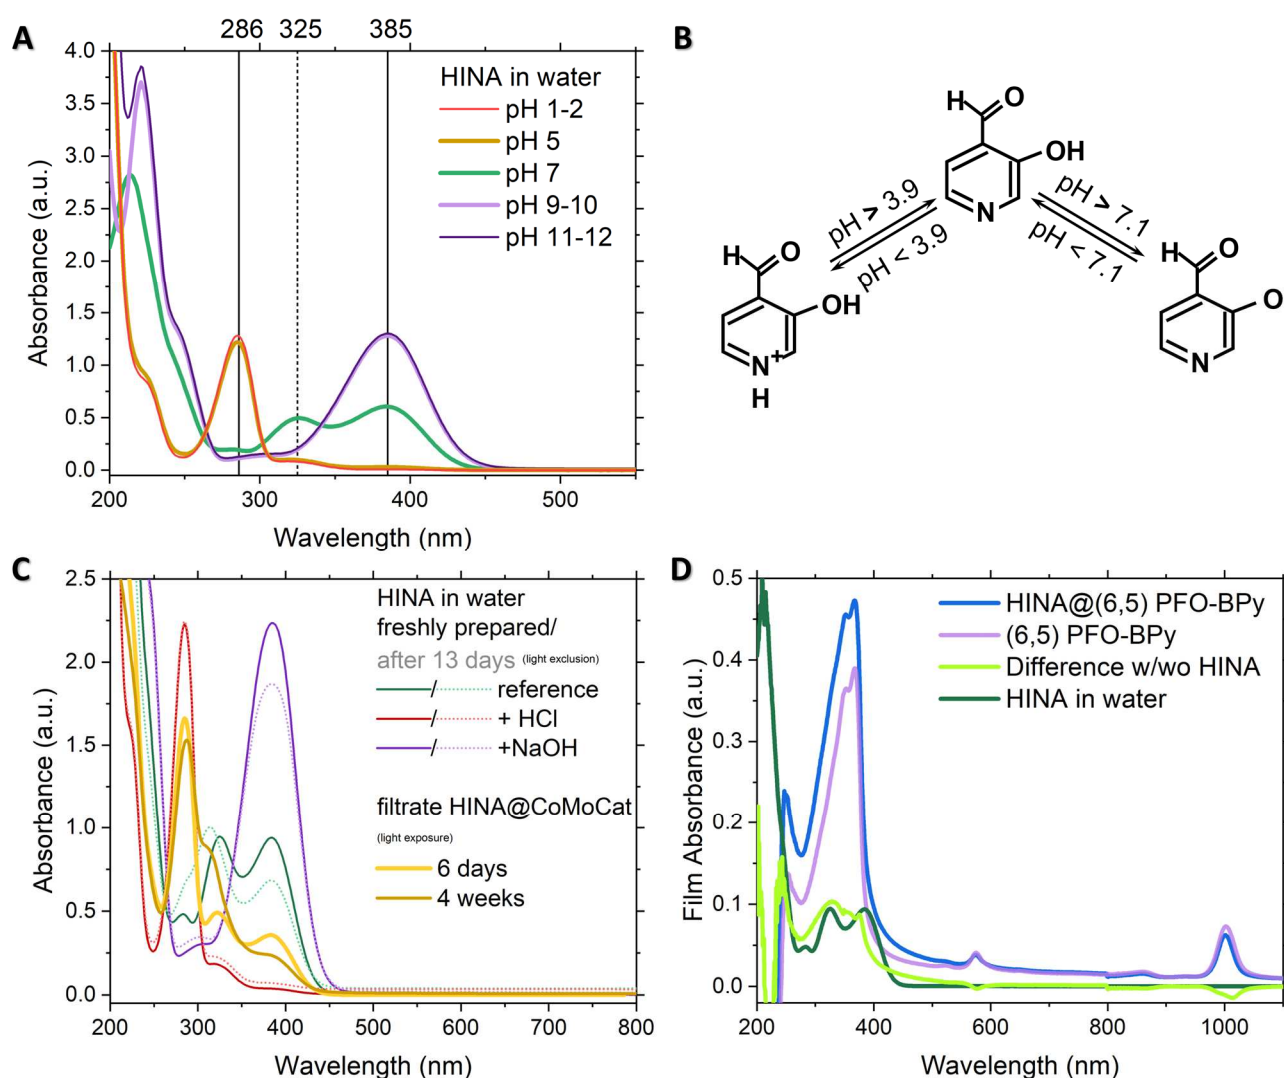 A
286 325 385
4.0
3.5
3.0
2.5
2.0
1.5
1.0
0.5
0.0
Absorbance (a.u.)
HINA in water
pH 1-2
pH 5
pH 7
pH 9-10
pH 11-12
200 300 400 500
Wavelength (nm)
B
H O
OH
N
pH > 3.9
pH < 3.9
pH > 7.1
pH < 7.1
H O
OH
N+
H
H O
O
N
C
2.5
2.0
1.5
1.0
0.5
0.0
Absorbance (a.u.)
HINA in water
freshly prepared/
after 13 days (light exclusion)
/ reference
/ + HCl
/ +NaOH
filtrate HINA@CoMoCat
(light exposure)
6 days
4 weeks
200 300 400 500 600 700 800
Wavelength (nm)
D
0.5
0.4
0.3
0.2
0.1
0.0
Film Absorbance (a.u.)
HINA@(6,5) PFO-BPy
(6,5) PFO-BPy
Difference w/wo HINA
HINA in water
200 400 600 800 1000
Wavelength (nm)